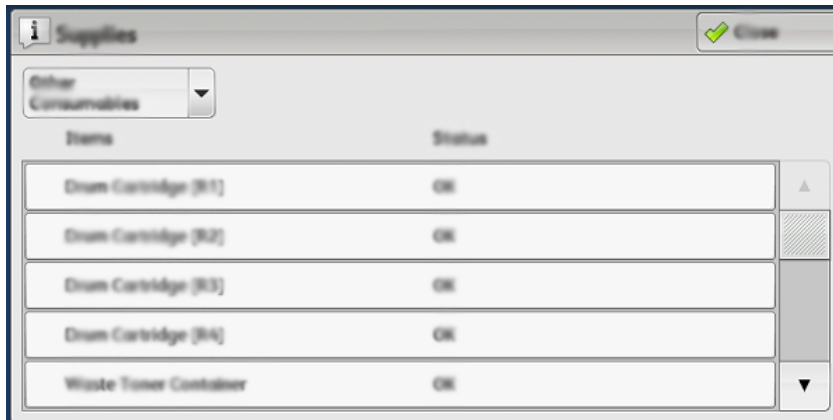 Supplies
Close
Other
Consumables
Items Status
Drum Cartridge [R1] OK
Drum Cartridge [R2] OK
Drum Cartridge [R3] OK
Drum Cartridge [R4] OK
Waste Toner Container OK